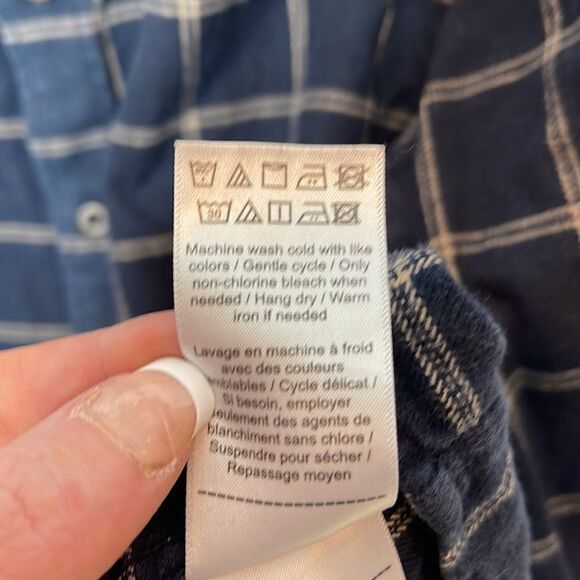 30
Machine wash cold with like
colors / Gentle cycle / Only
non-chlorine bleach when
needed / Hang dry / Warm
iron if needed
Lavage en machine à froid
avec des couleurs
/ Cycle délicat /
Si besoin, employer
seulement des agents de
blanchiment sans chlore /
Suspendre pour sécher /
Repassage moyen